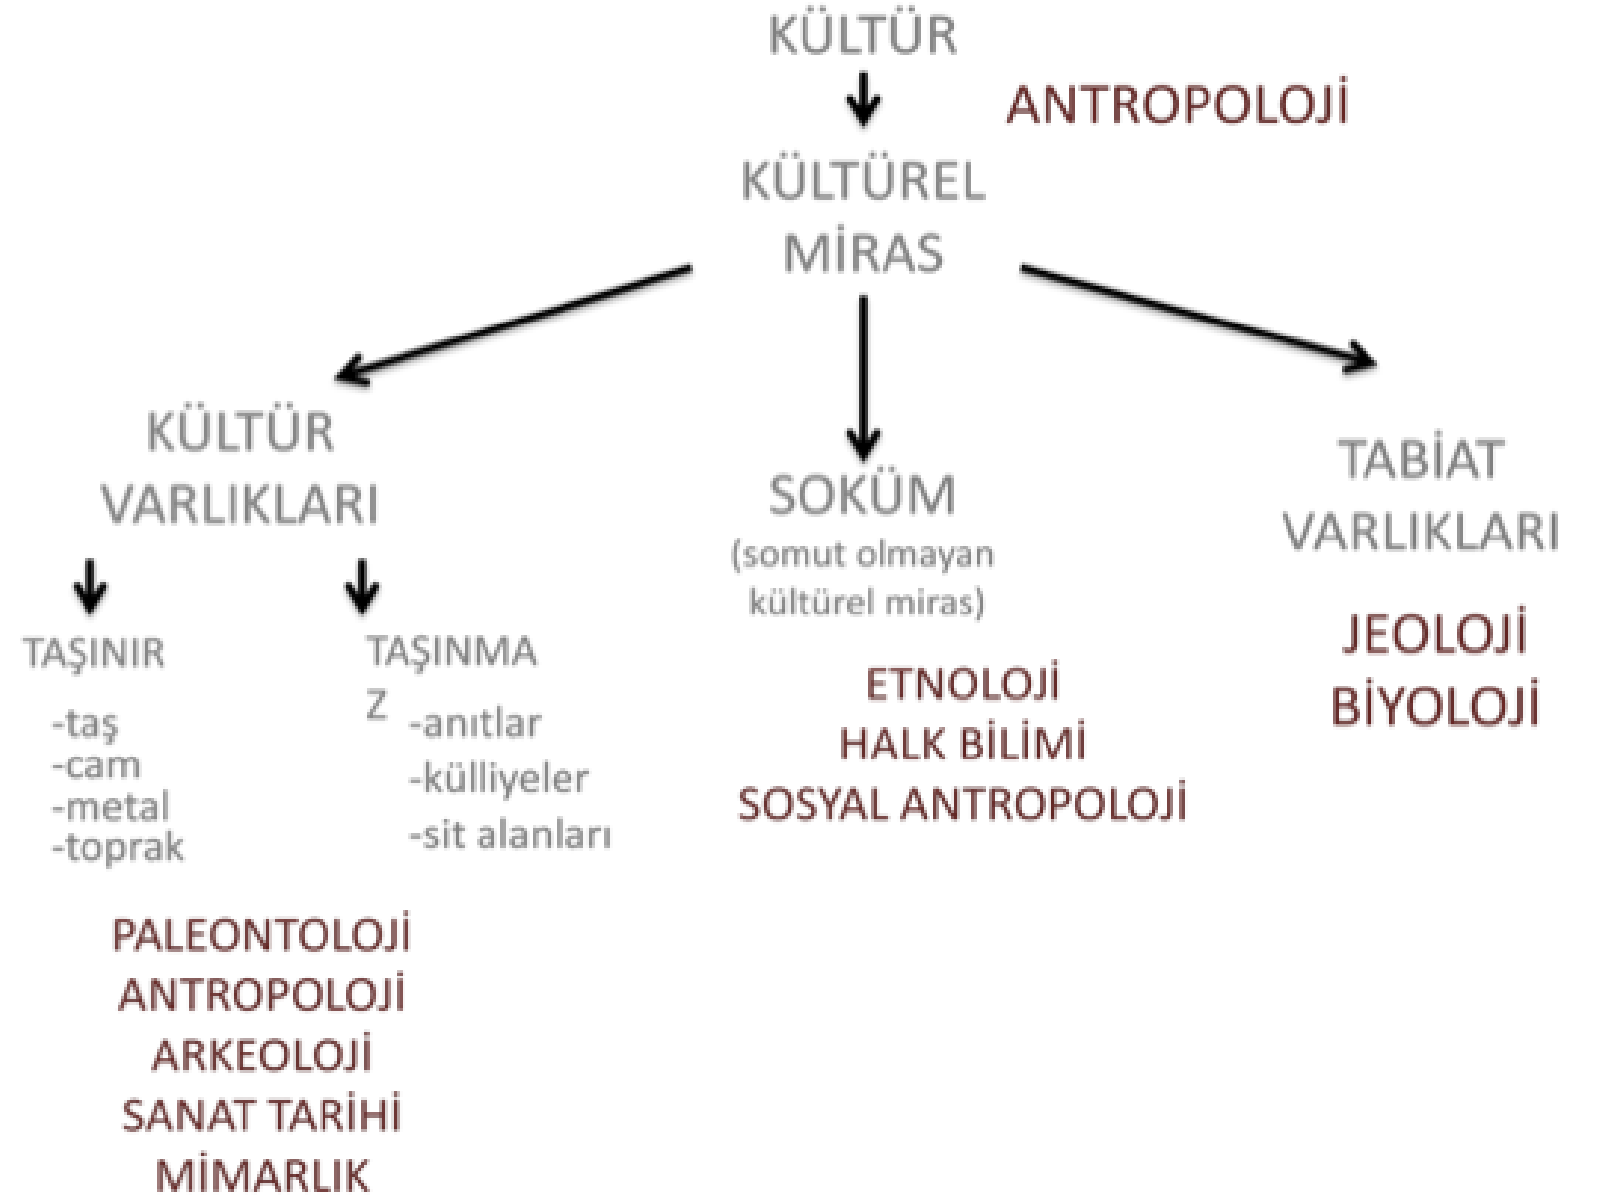 KÜLTÜR
ANTROPOLOJİ
KÜLTÜREL
MİRAS
KÜLTÜR
VARLIKLARI
TAŞINIR
-taş
-cam
-metal
-toprak
TAŞINMA
Z
-anıtlar
-külliyeler
-sit alanları
PALEONTOLOJİ
ANTROPOLOJİ
ARKEOLOJİ
SANAT TARİHİ
MİMARLIK
SOKÜM
(somut olmayan
kültürel miras)
ETNOLOJİ
HALK BİLİMİ
SOSYAL ANTROPOLOJİ
TABİAT
VARLIKLARI
JEOLOJİ
BİYOLOJİ